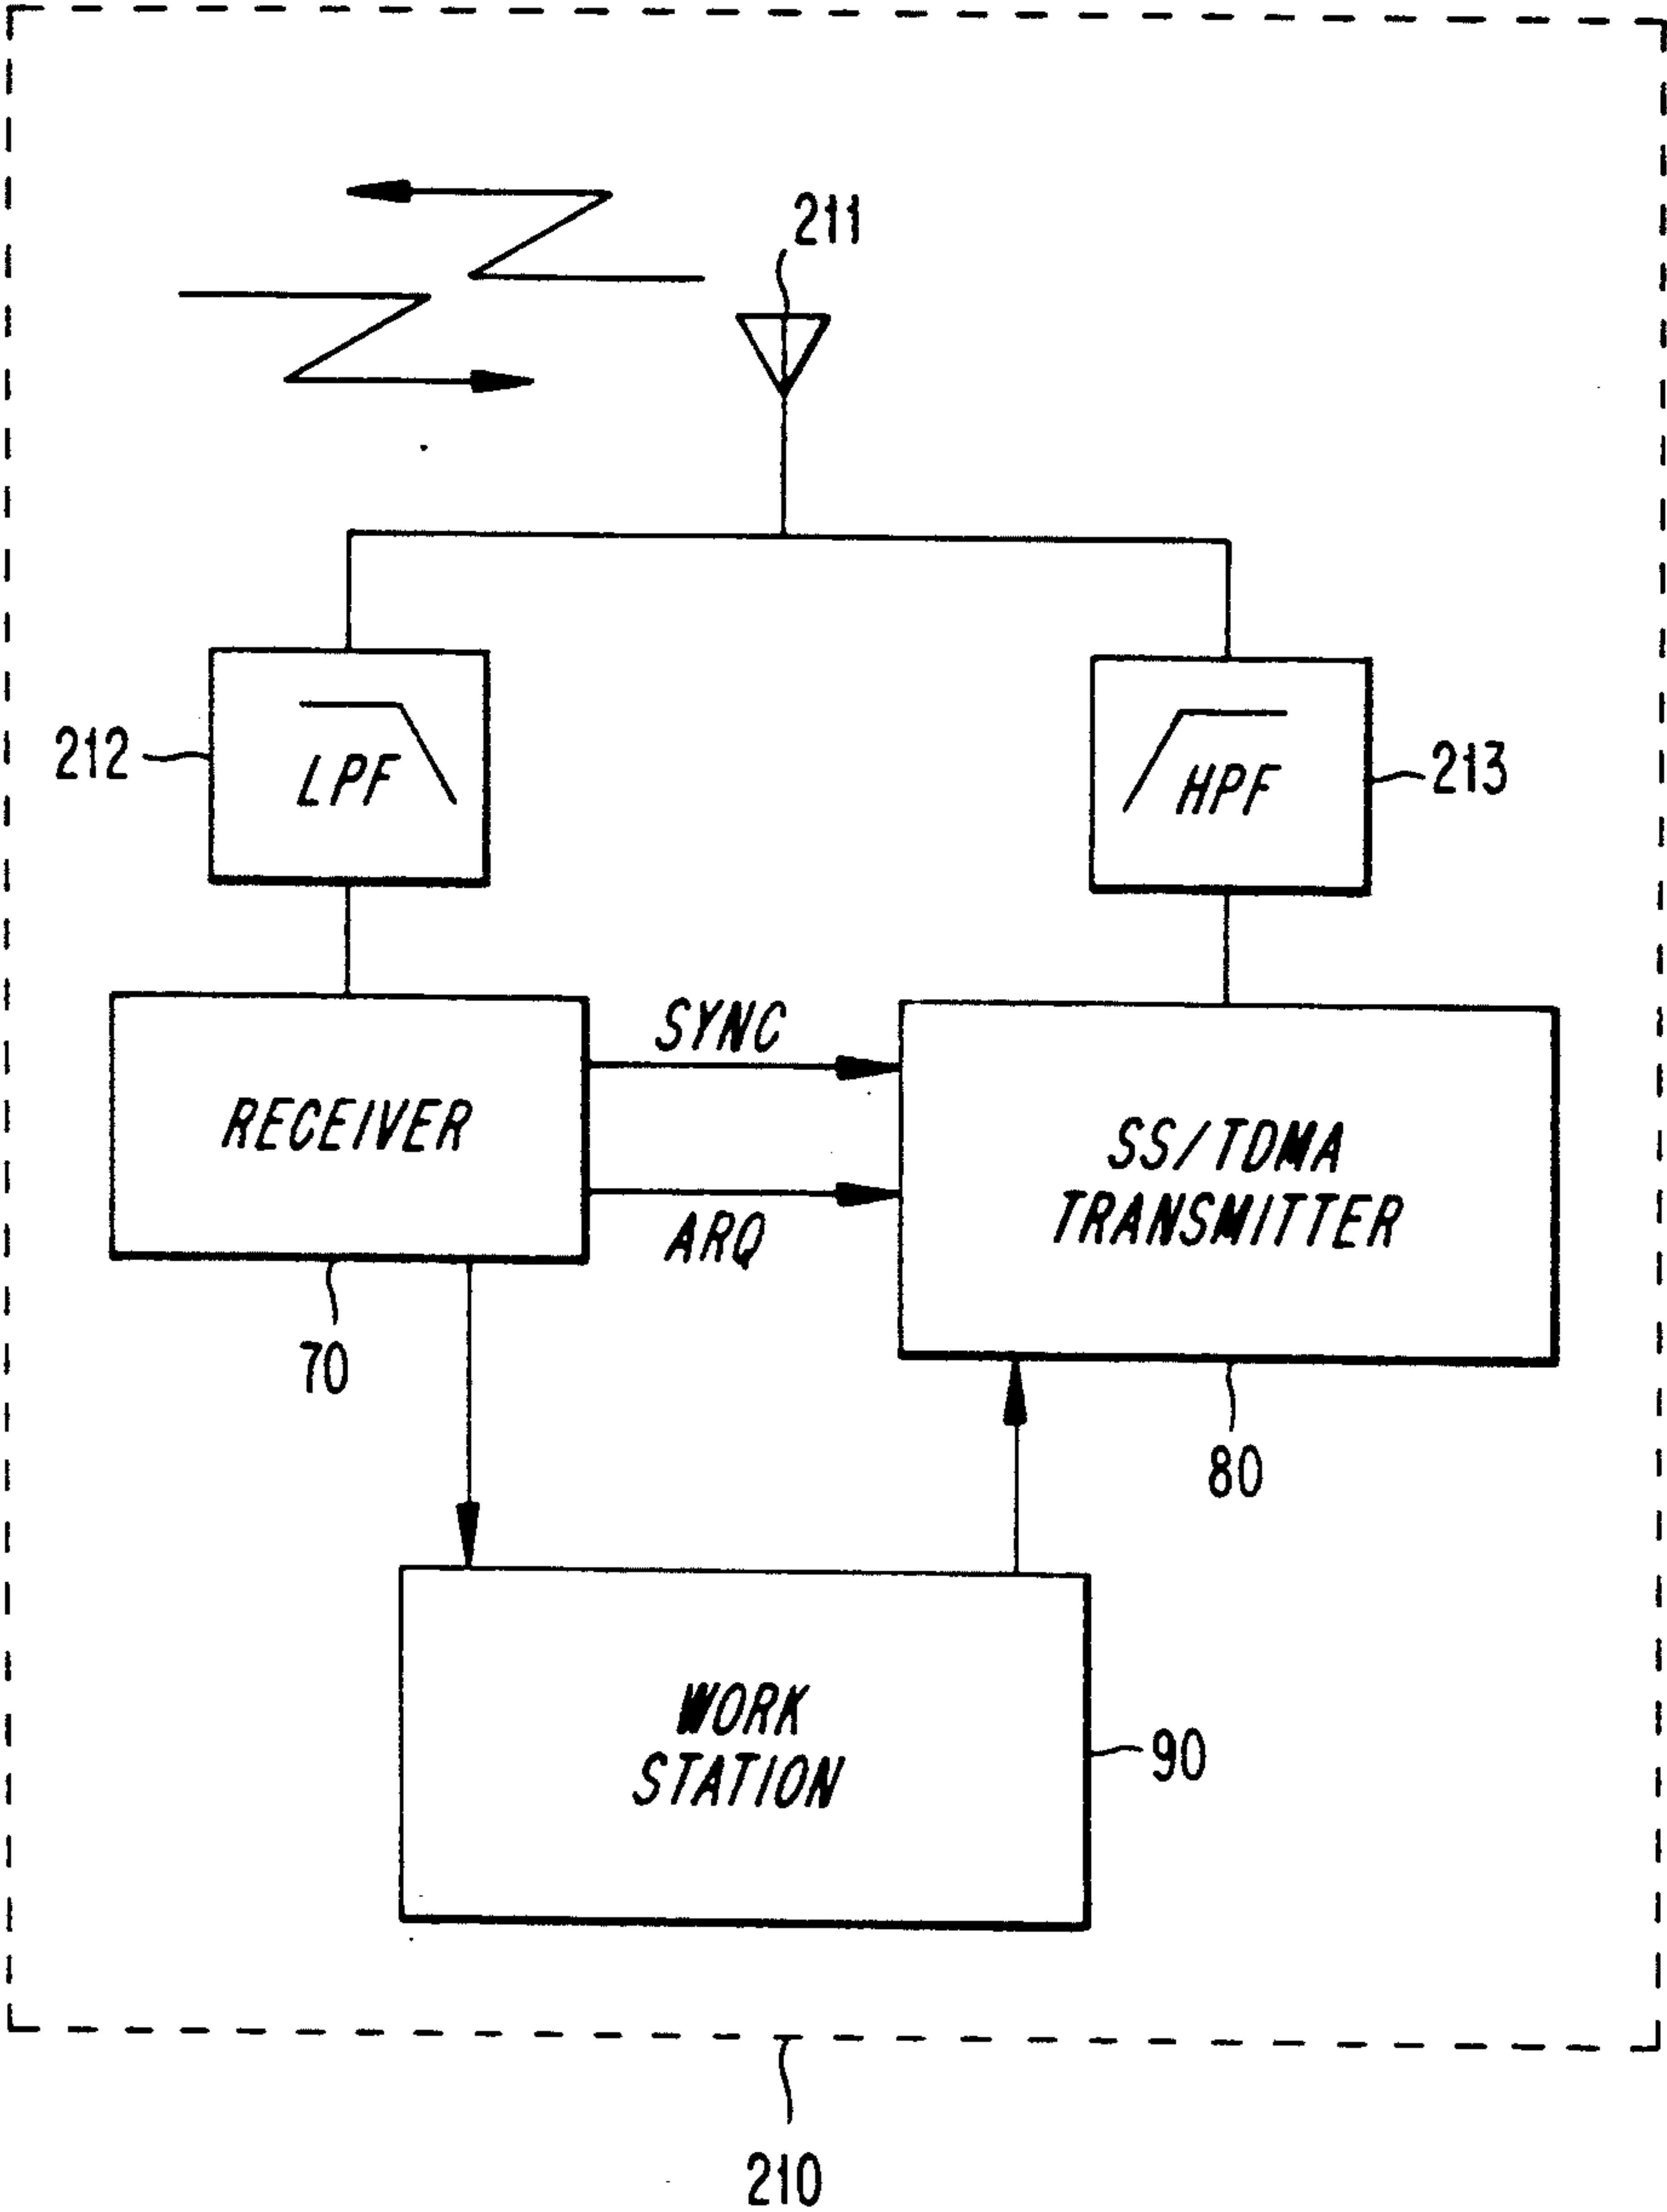 211
212
LPF
HPF
213
SYNC
RECEIVER
SS/TDMA
TRANSMITTER
ARQ
70
80
WORK
STATION
90
210